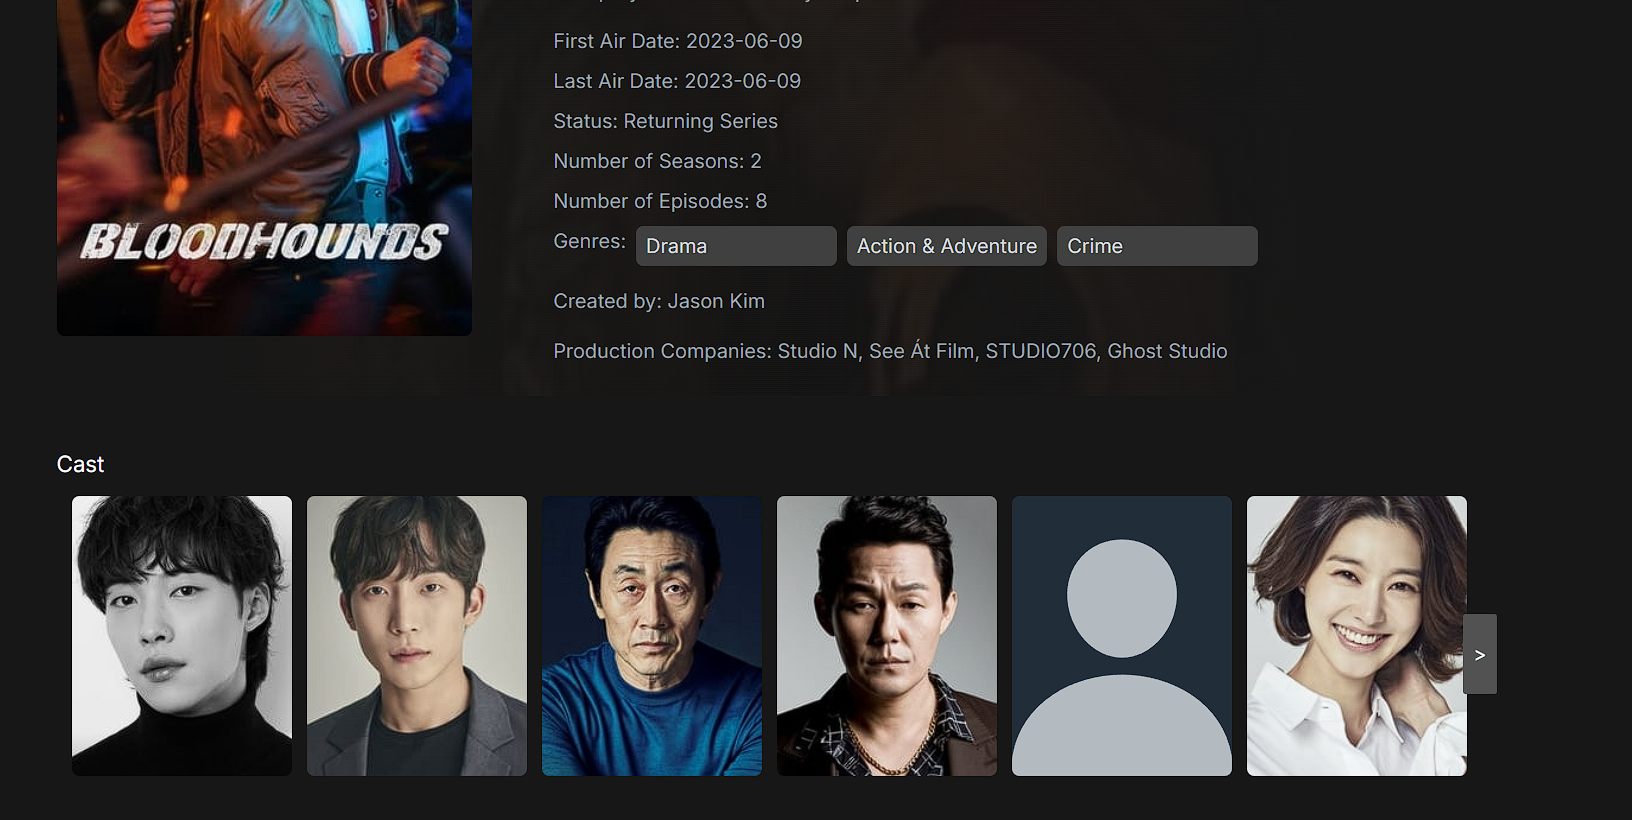 First Air Date: 2023-06-09
Last Air Date: 2023-06-09
Status: Returning Series
Number of Seasons: 2
Number of Episodes: 8
Genres: Drama Action & Adventure Crime
BLOODHOUNDS
Created by: Jason Kim
Production Companies: Studio N, See Át Film, STUDIO706, Ghost Studio
Cast
>